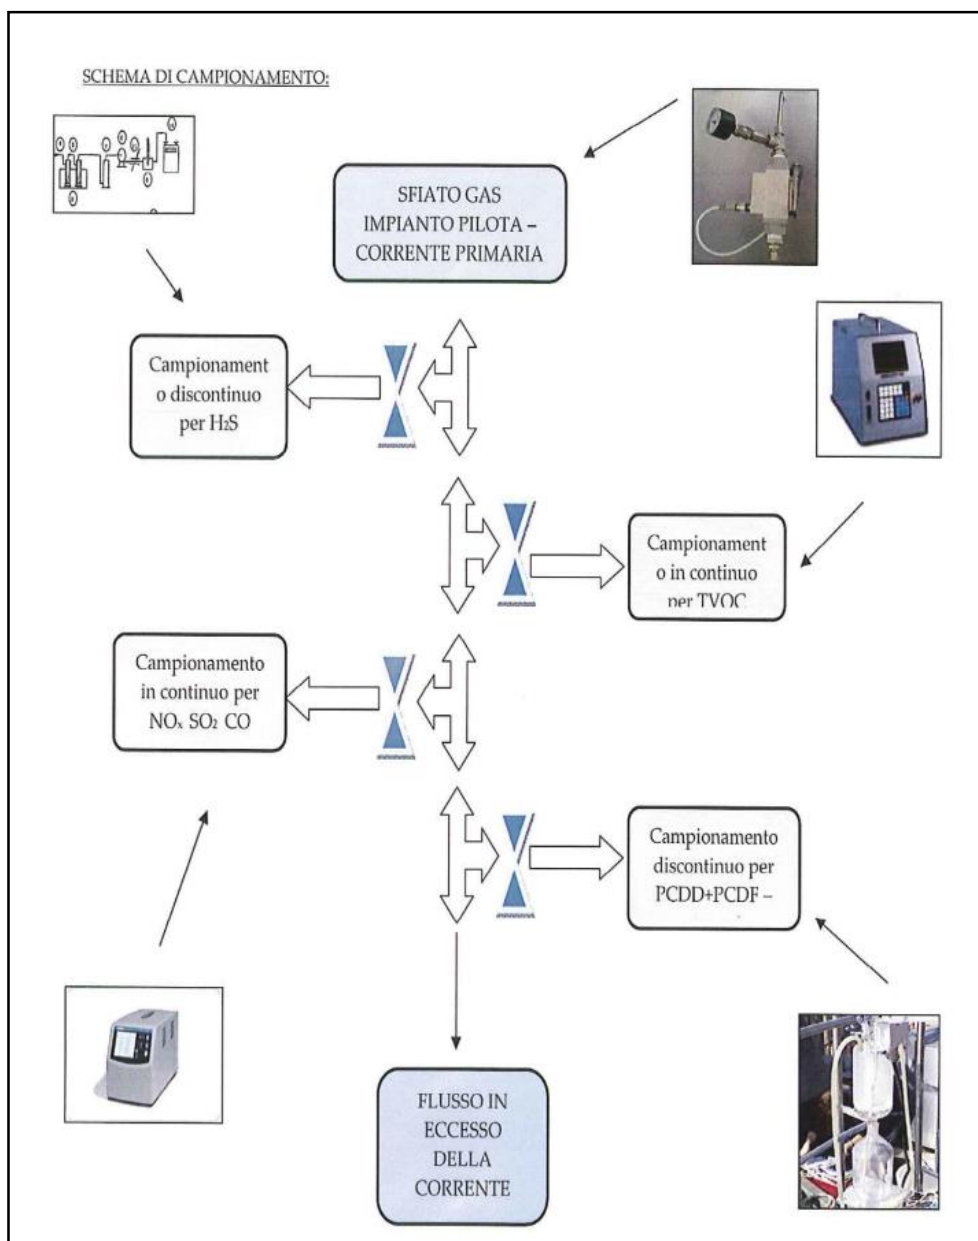 SCHEMA DI CAMPIONAMENTO:
SFIATO GAS
IMPIANTO PILOTA –
CORRENTE PRIMARIA
Campionament
o discontinuo
per H₂S
Campionament
o in continuo
per TVOC
Campionamento
in continuo per
NOₓ SO₂ CO
Campionamento
discontinuo per
PCDD+PCDF –
FLUSSO IN
ECCESSO
DELLA
CORRENTE